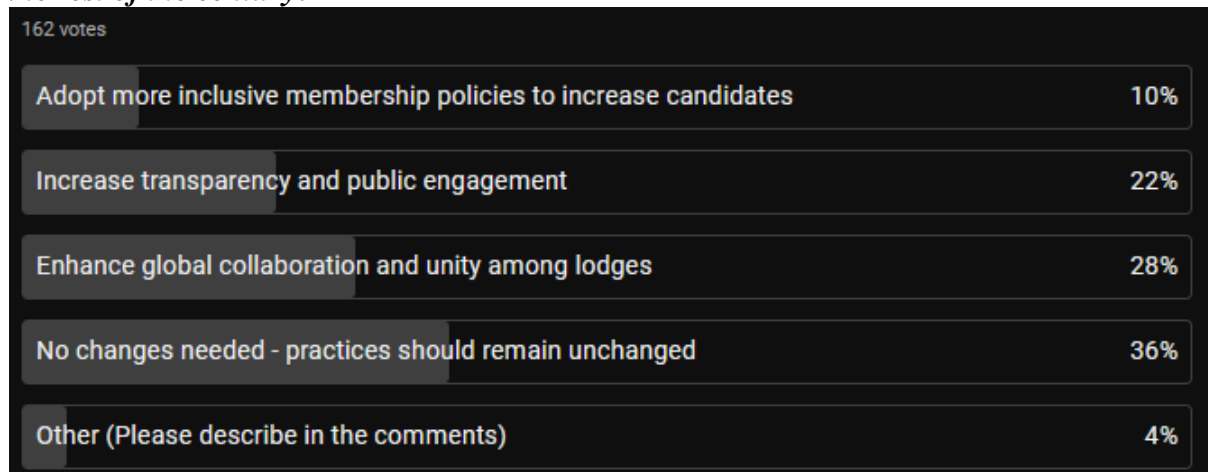 162 votes
Adopt more inclusive membership policies to increase candidates 10%
Increase transparency and public engagement 22%
Enhance global collaboration and unity among lodges 28%
No changes needed - practices should remain unchanged 36%
Other (Please describe in the comments) 4%